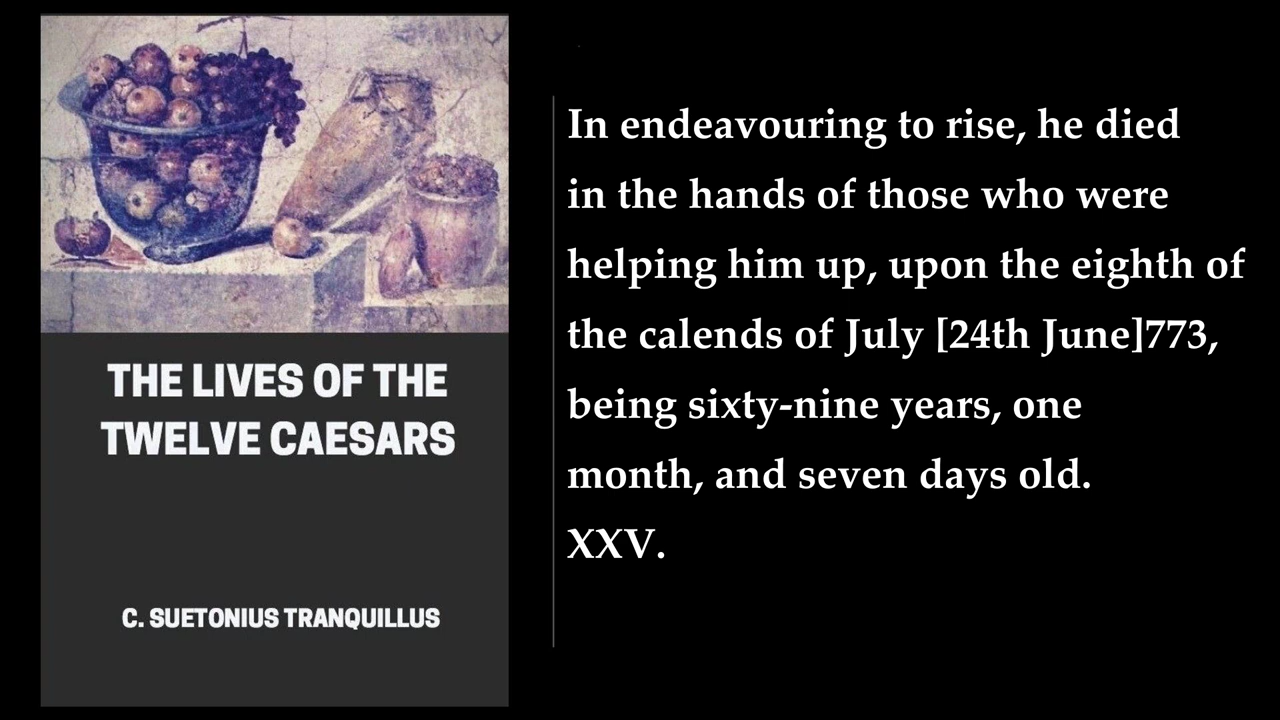 THE LIVES OF THE
TWELVE CAESARS
C. SUETONIUS TRANQUILLUS
In endeavouring to rise, he died
in the hands of those who were
helping him up, upon the eighth of
the calends of July [24th June]773,
being sixty-nine years, one
month, and seven days old.
XXV.